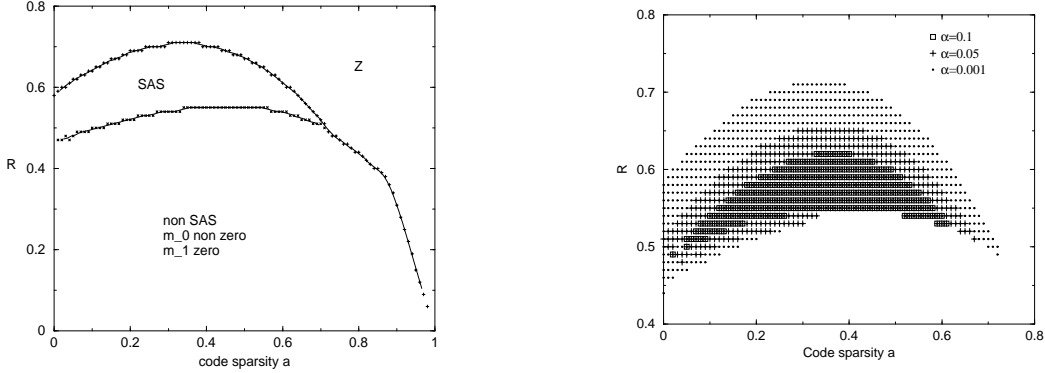 0.8
0.6
0.4
0.2
0
R
Z
SAS
non SAS
m_0 non zero
m_1 zero
0 0.2 0.4 0.6 0.8 1
code sparsity a
0.8
0.7
0.6
0.5
0.4
R
α=0.1
α=0.05
α=0.001
0 0.2 0.4 0.6 0.8
Code sparsity a